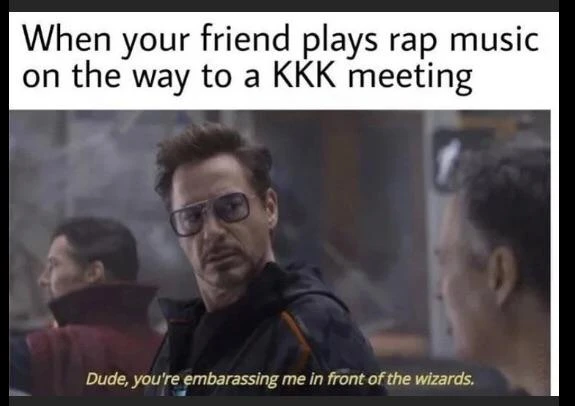 When your friend plays rap music
on the way to a KKK meeting
Dude, you're embarassing me in front of the wizards.